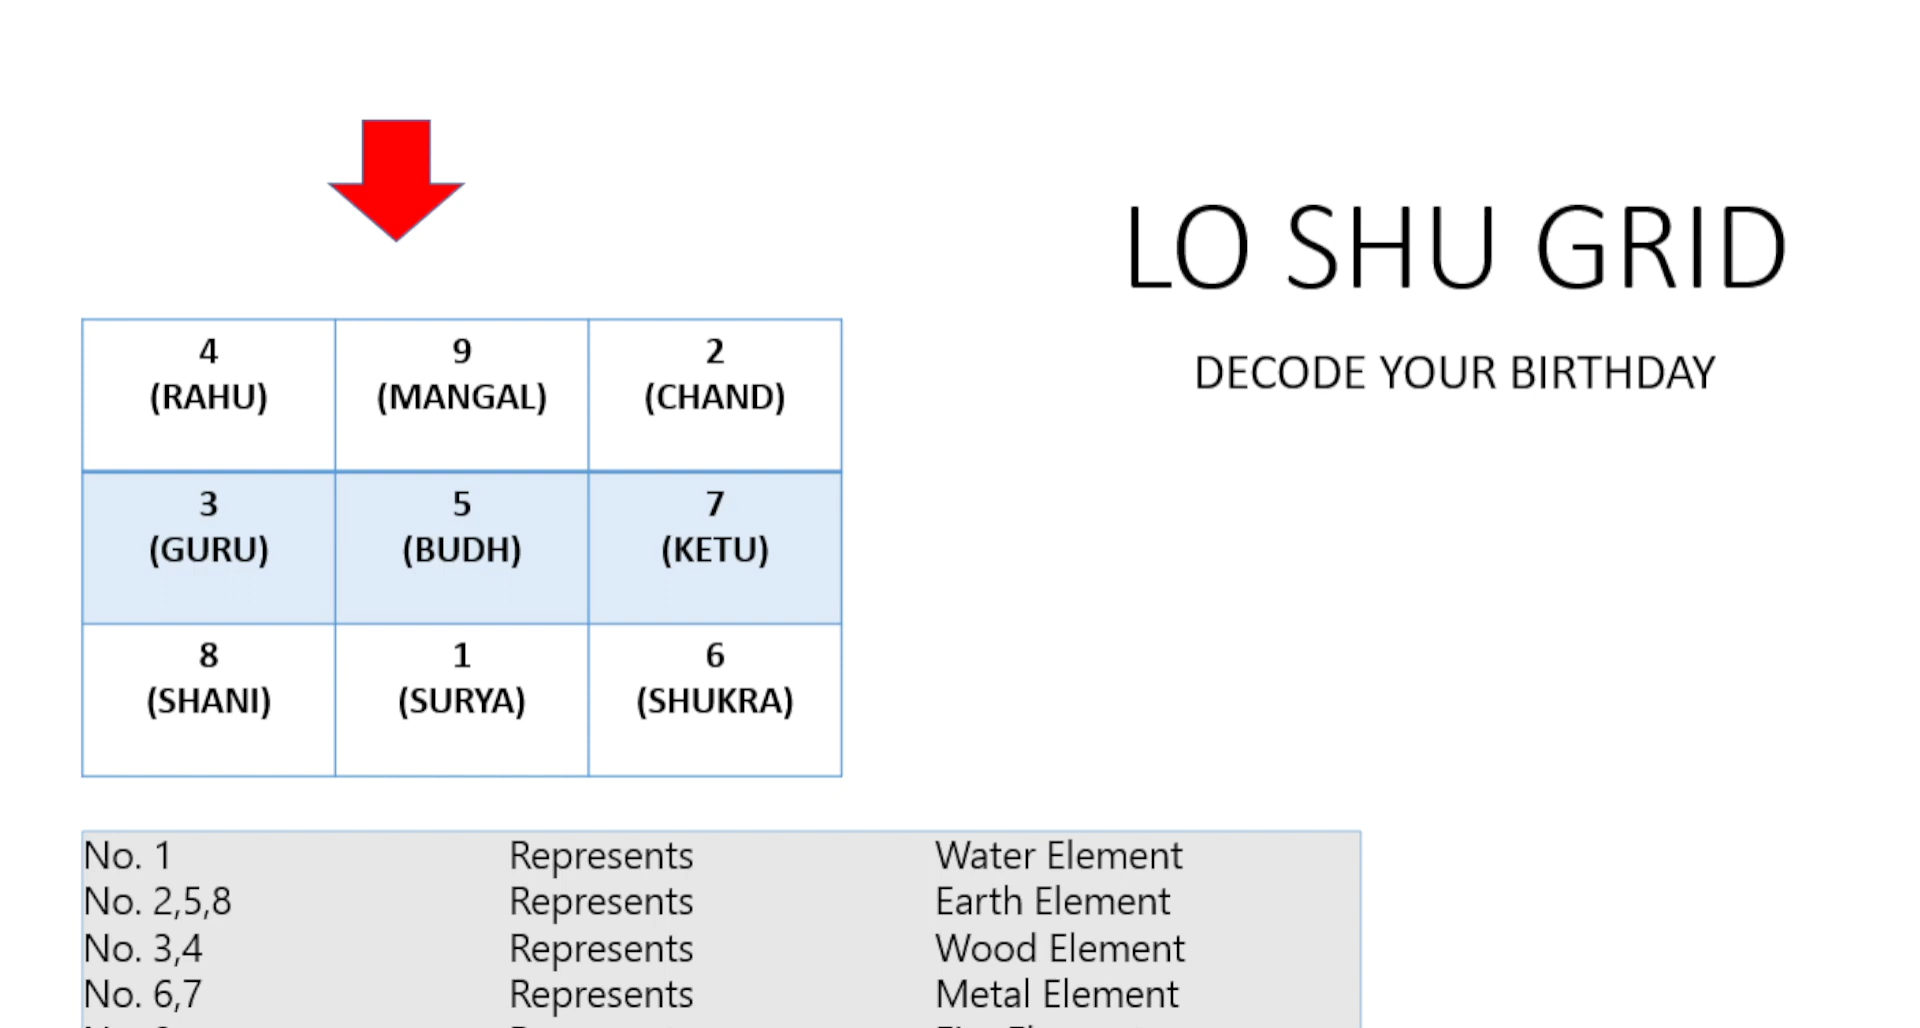 LO SHU GRID
DECODE YOUR BIRTHDAY
4 9 2
(RAHU) (MANGAL) (CHAND)
3 5 7
(GURU) (BUDH) (KETU)
8 1 6
(SHANI) (SURYA) (SHUKRA)
No. 1 Represents Water Element
No. 2,5,8 Represents Earth Element
No. 3,4 Represents Wood Element
No. 6,7 Represents Metal Element